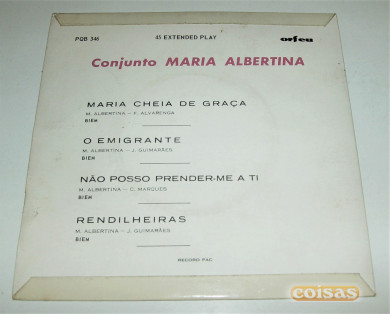 PGB 346 45 EXTENDED PLAY orfeu
Conjunto MARIA ALBERTINA
MARIA CHEIA DE GRAÇA
M. ALBERTINA — F. ALVARENGA
BIEM
O EMIGRANTE
M. ALBERTINA — J. GUIMARÃES
BIEM
NÃO POSSO PRENDER-ME A TI
M. ALBERTINA — C. MARQUES
BIEM
RENDILHEIRAS
M. ALBERTINA — J. GUIMARÃES
BIEM
RECORD PAC
coisas